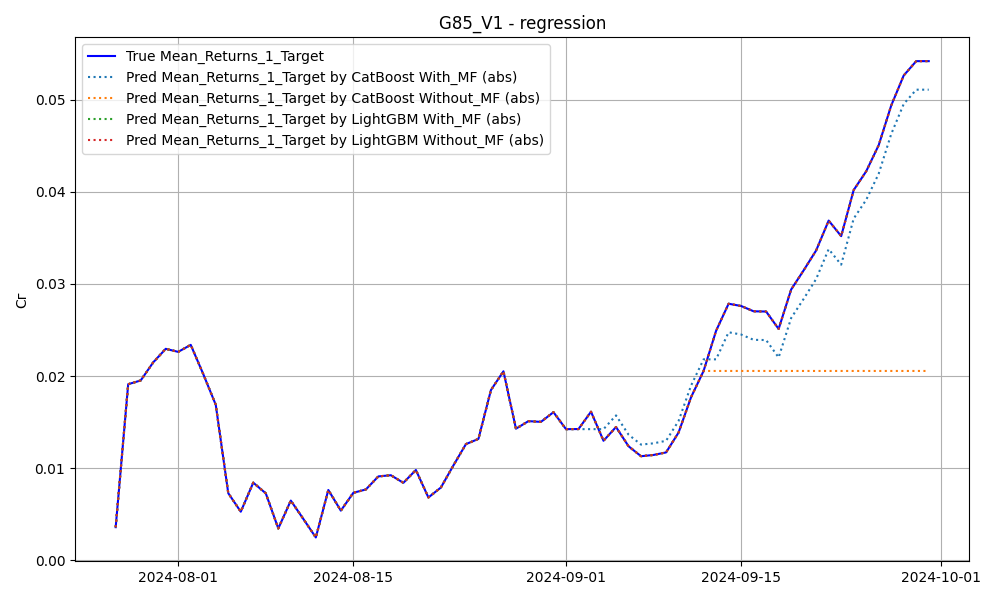 G85_V1 - regression
True Mean_Returns_1_Target
Pred Mean_Returns_1_Target by CatBoost With_MF (abs)
Pred Mean_Returns_1_Target by CatBoost Without_MF (abs)
Pred Mean_Returns_1_Target by LightGBM With_MF (abs)
Pred Mean_Returns_1_Target by LightGBM Without_MF (abs)
0.05
0.04
0.03
0.02
0.01
0.00
Cr
2024-08-01
2024-08-15
2024-09-01
2024-09-15
2024-10-01